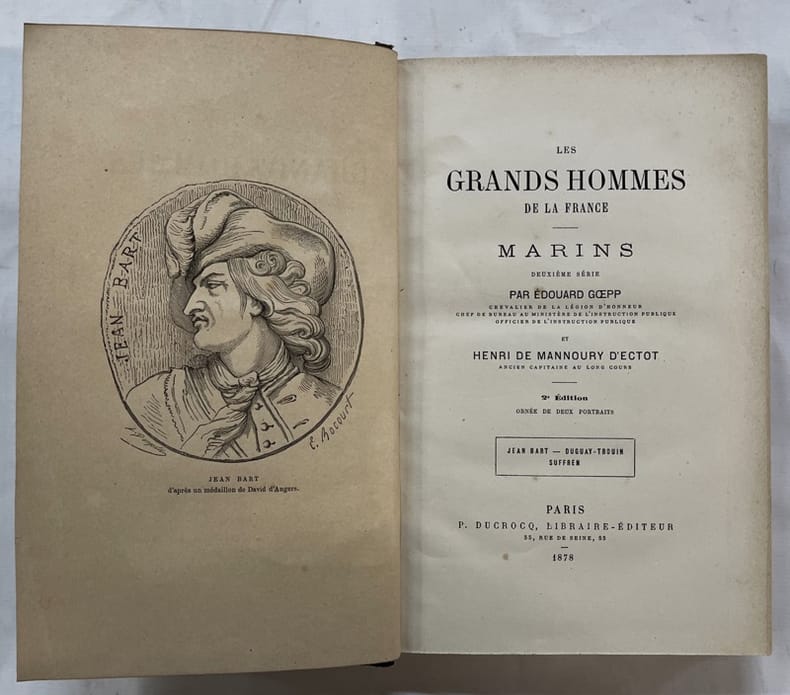 JEAN BART
E. Bocourt
JEAN BART
d'après un médaillon de David d'Angers.
LES
GRANDS HOMMES
DE LA FRANCE
MARINS
DEUXIÈME SÉRIE
PAR ÉDOUARD GŒPP
CHEVALIER DE LA LÉGION D'HONNEUR
CHEF DE BUREAU AU MINISTÈRE DE L'INSTRUCTION PUBLIQUE
OFFICIER DE L'INSTRUCTION PUBLIQUE
ET
HENRI DE MANNOURY D'ECTOT
ANCIEN CAPITAINE AU LONG COURS
2e Édition
ORNÉE DE DEUX PORTRAITS
JEAN BART — DUGUAY-TROUIN
SUFFREN
PARIS
P. DUCROCQ, LIBRAIRE-ÉDITEUR
55, RUE DE SEINE, 55
1878